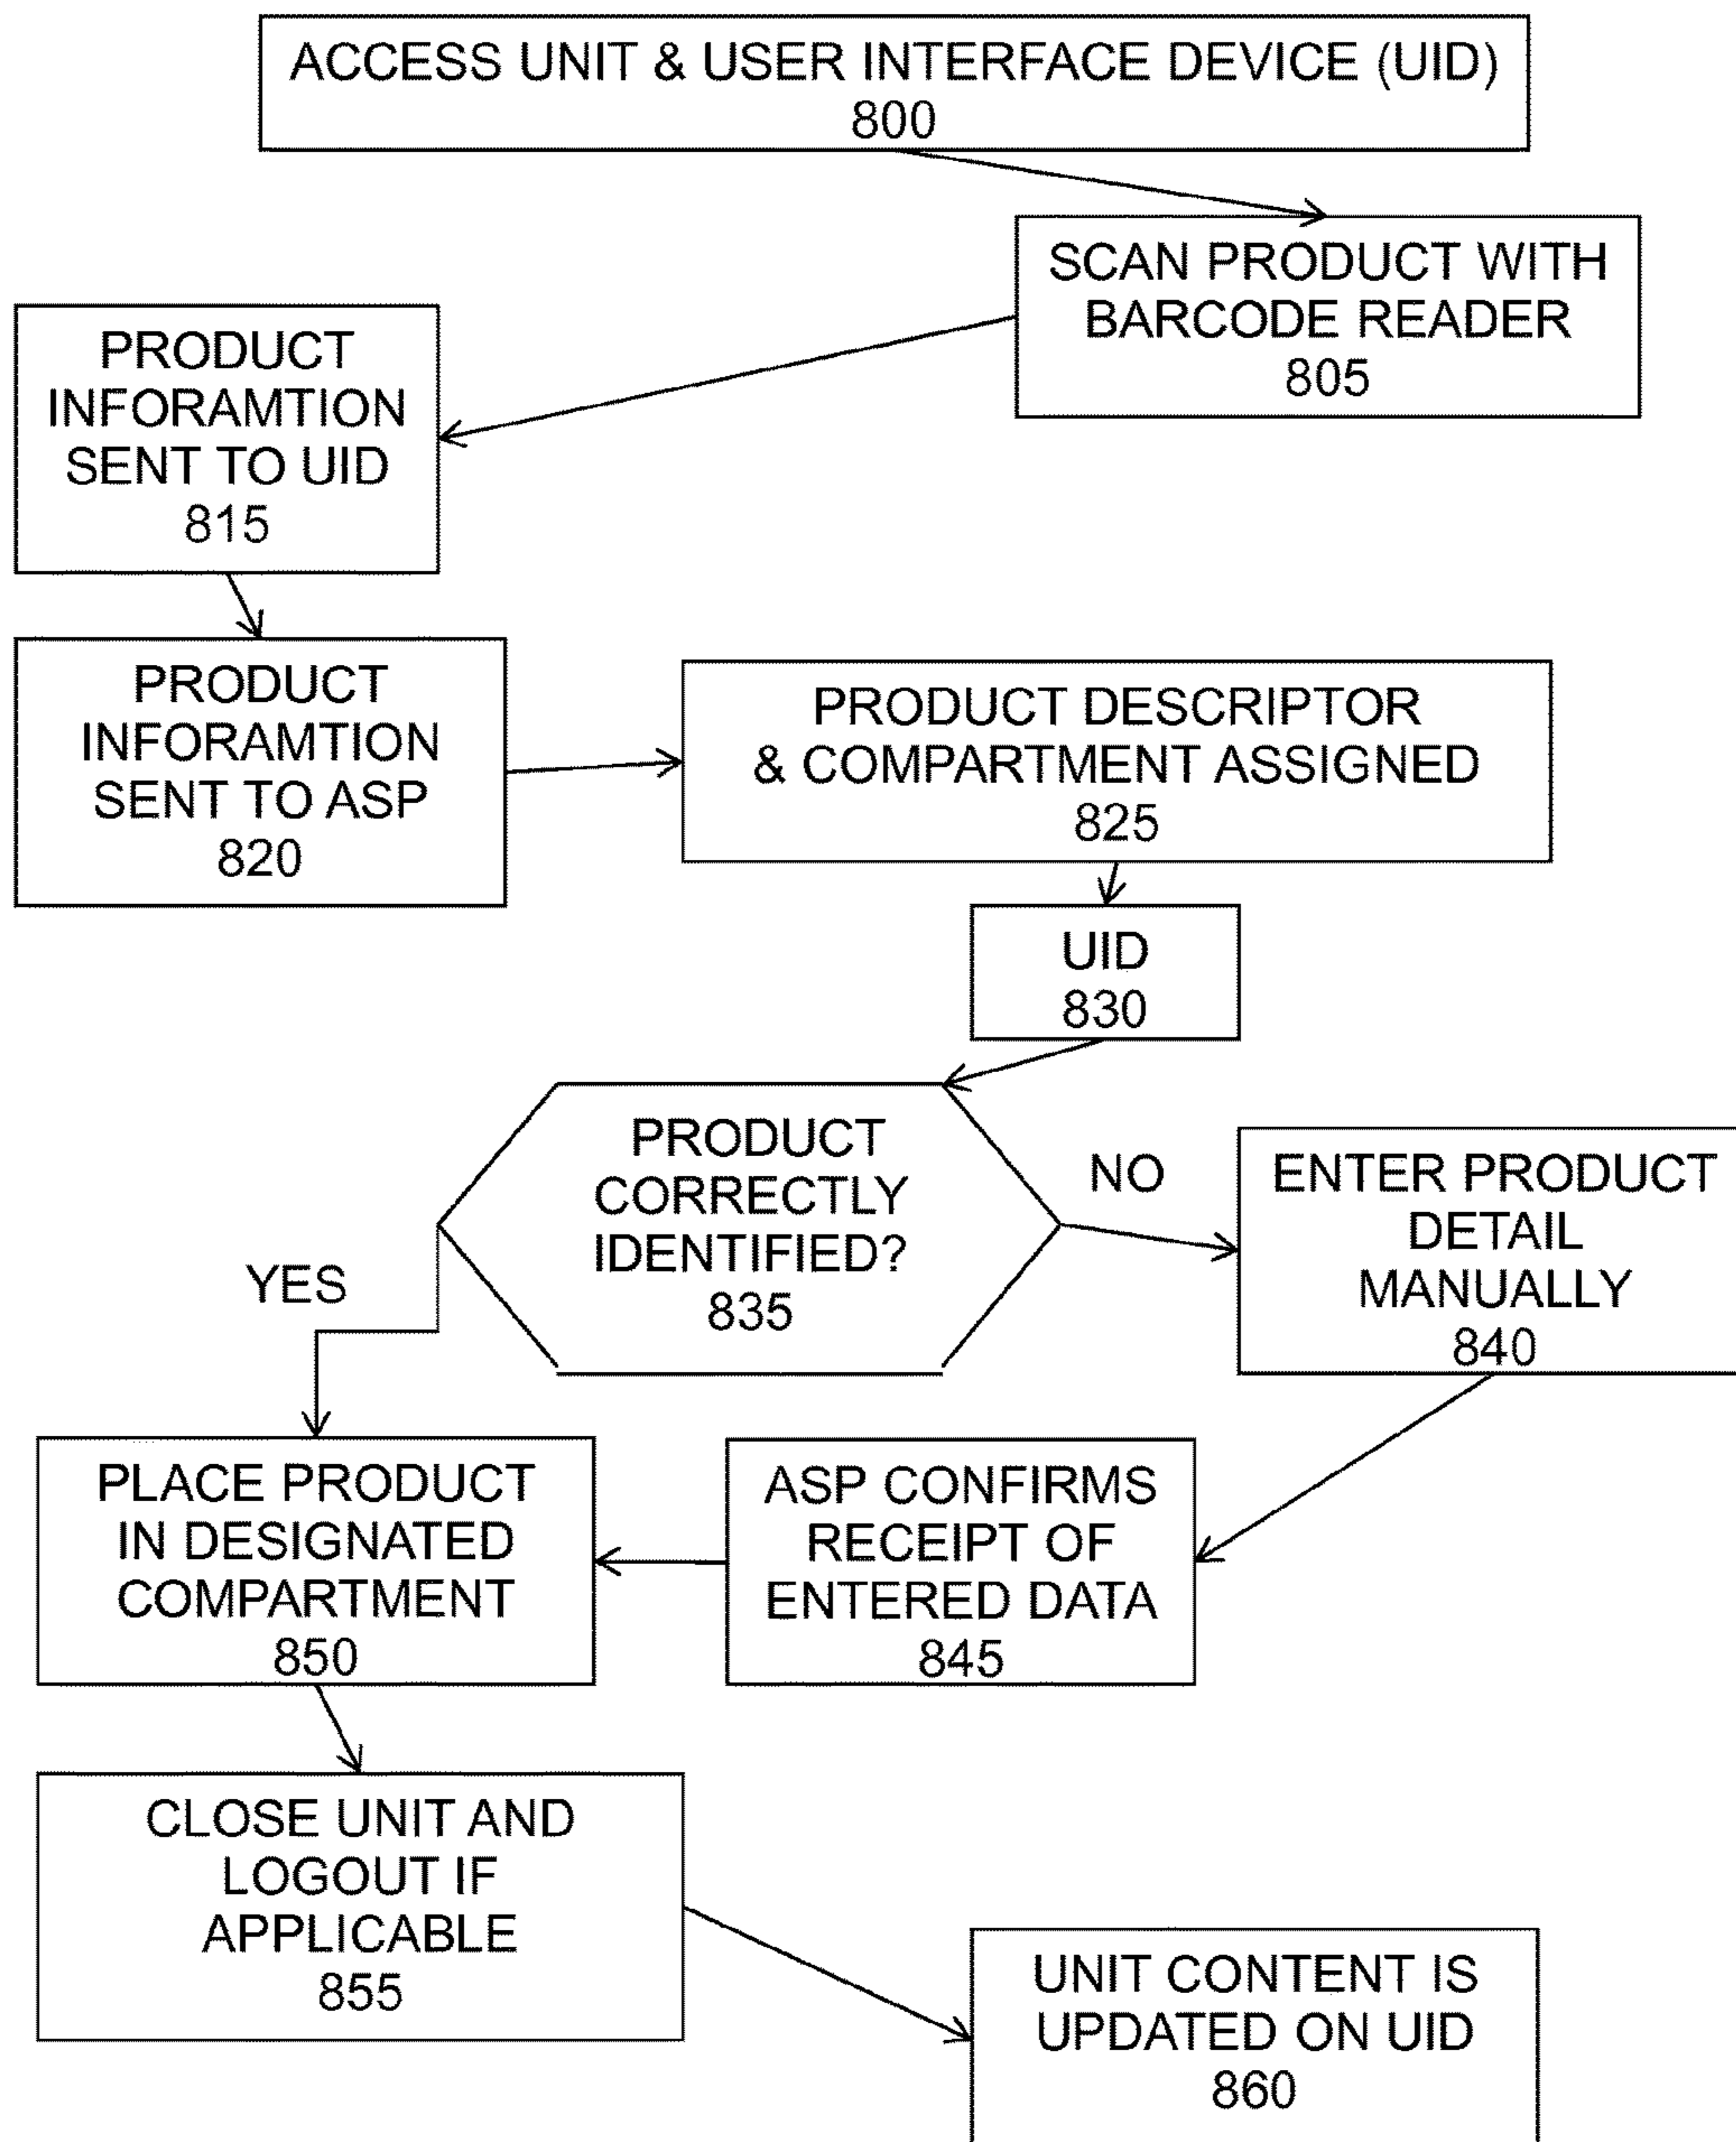 ACCESS UNIT & USER INTERFACE DEVICE (UID)
800
SCAN PRODUCT WITH
BARCODE READER
805
PRODUCT
INFORAMTION
SENT TO UID
815
PRODUCT
INFORAMTION
SENT TO ASP
820
PRODUCT DESCRIPTOR
& COMPARTMENT ASSIGNED
825
UID
830
PRODUCT
CORRECTLY
IDENTIFIED?
835
NO
YES
ENTER PRODUCT
DETAIL
MANUALLY
840
ASP CONFIRMS
RECEIPT OF
ENTERED DATA
845
PLACE PRODUCT
IN DESIGNATED
COMPARTMENT
850
CLOSE UNIT AND
LOGOUT IF
APPLICABLE
855
UNIT CONTENT IS
UPDATED ON UID
860